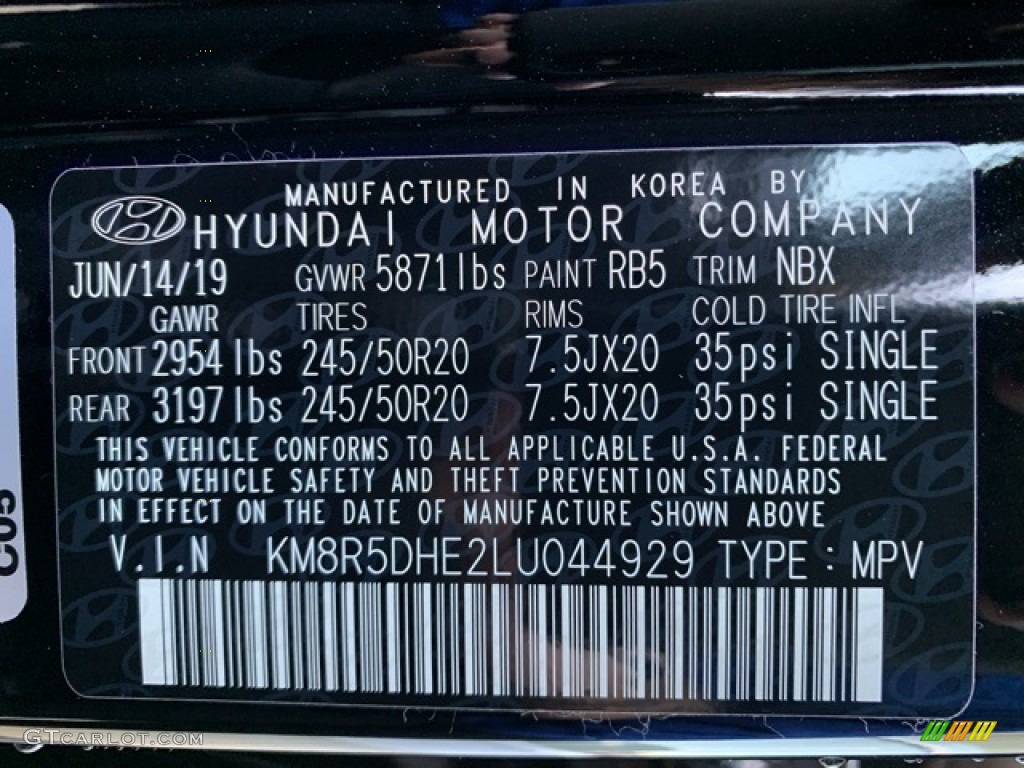 MANUFACTURED IN KOREA BY
HYUNDAI MOTOR COMPANY
JUN/14/19 GVWR 5871lbs PAINT RB5 TRIM NBX
GAWR TIRES RIMS COLD TIRE INFL
FRONT 2954lbs 245/50R20 7.5JX20 35psi SINGLE
REAR 3197lbs 245/50R20 7.5JX20 35psi SINGLE
THIS VEHICLE CONFORMS TO ALL APPLICABLE U.S.A. FEDERAL
MOTOR VEHICLE SAFETY AND THEFT PREVENTION STANDARDS
IN EFFECT ON THE DATE OF MANUFACTURE SHOWN ABOVE
V.I.N KM8R5DHE2LU044929 TYPE : MPV
C05
GTcarlot.com